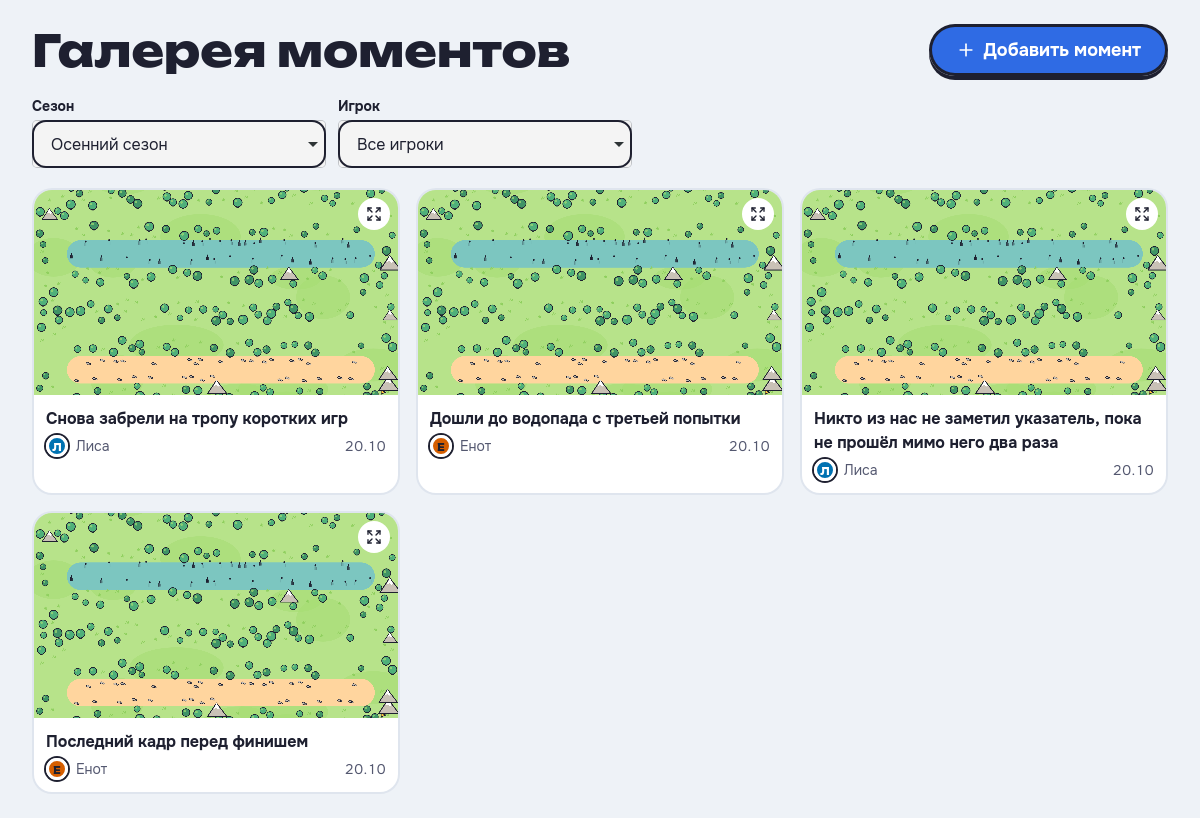 Галерея моментов
+ Добавить момент
Сезон
Игрок
Осенний сезон
Все игроки
Снова забрели на тропу коротких игр
Л Лиса 20.10
Дошли до водопада с третьей попытки
Е Енот 20.10
Никто из нас не заметил указатель, пока
не прошёл мимо него два раза
Л Лиса 20.10
Последний кадр перед финишем
Е Енот 20.10